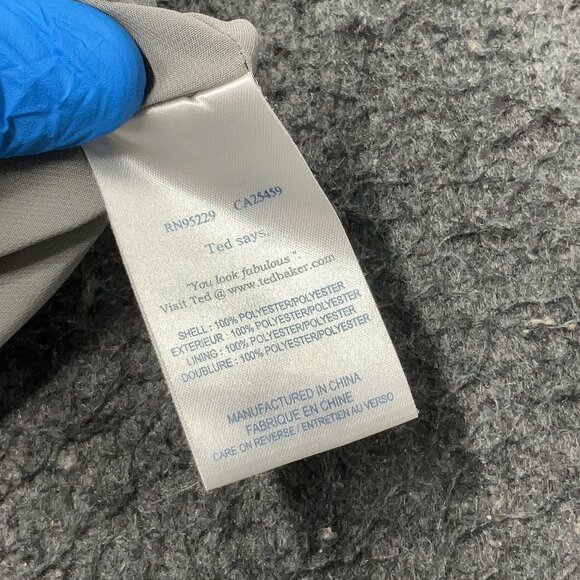 RN95229 CA25459
Ted says.
"You look fabulous".
Visit Ted @ www.tedbaker.com
SHELL : 100% POLYESTER/POLYESTER
EXTERIEUR : 100% POLYESTER/POLYESTER
LINING : 100% POLYESTER/POLYESTER
DOUBLURE : 100% POLYESTER/POLYESTER
MANUFACTURED IN CHINA
FABRIQUE EN CHINE
CARE ON REVERSE / ENTRETIEN AU VERSO